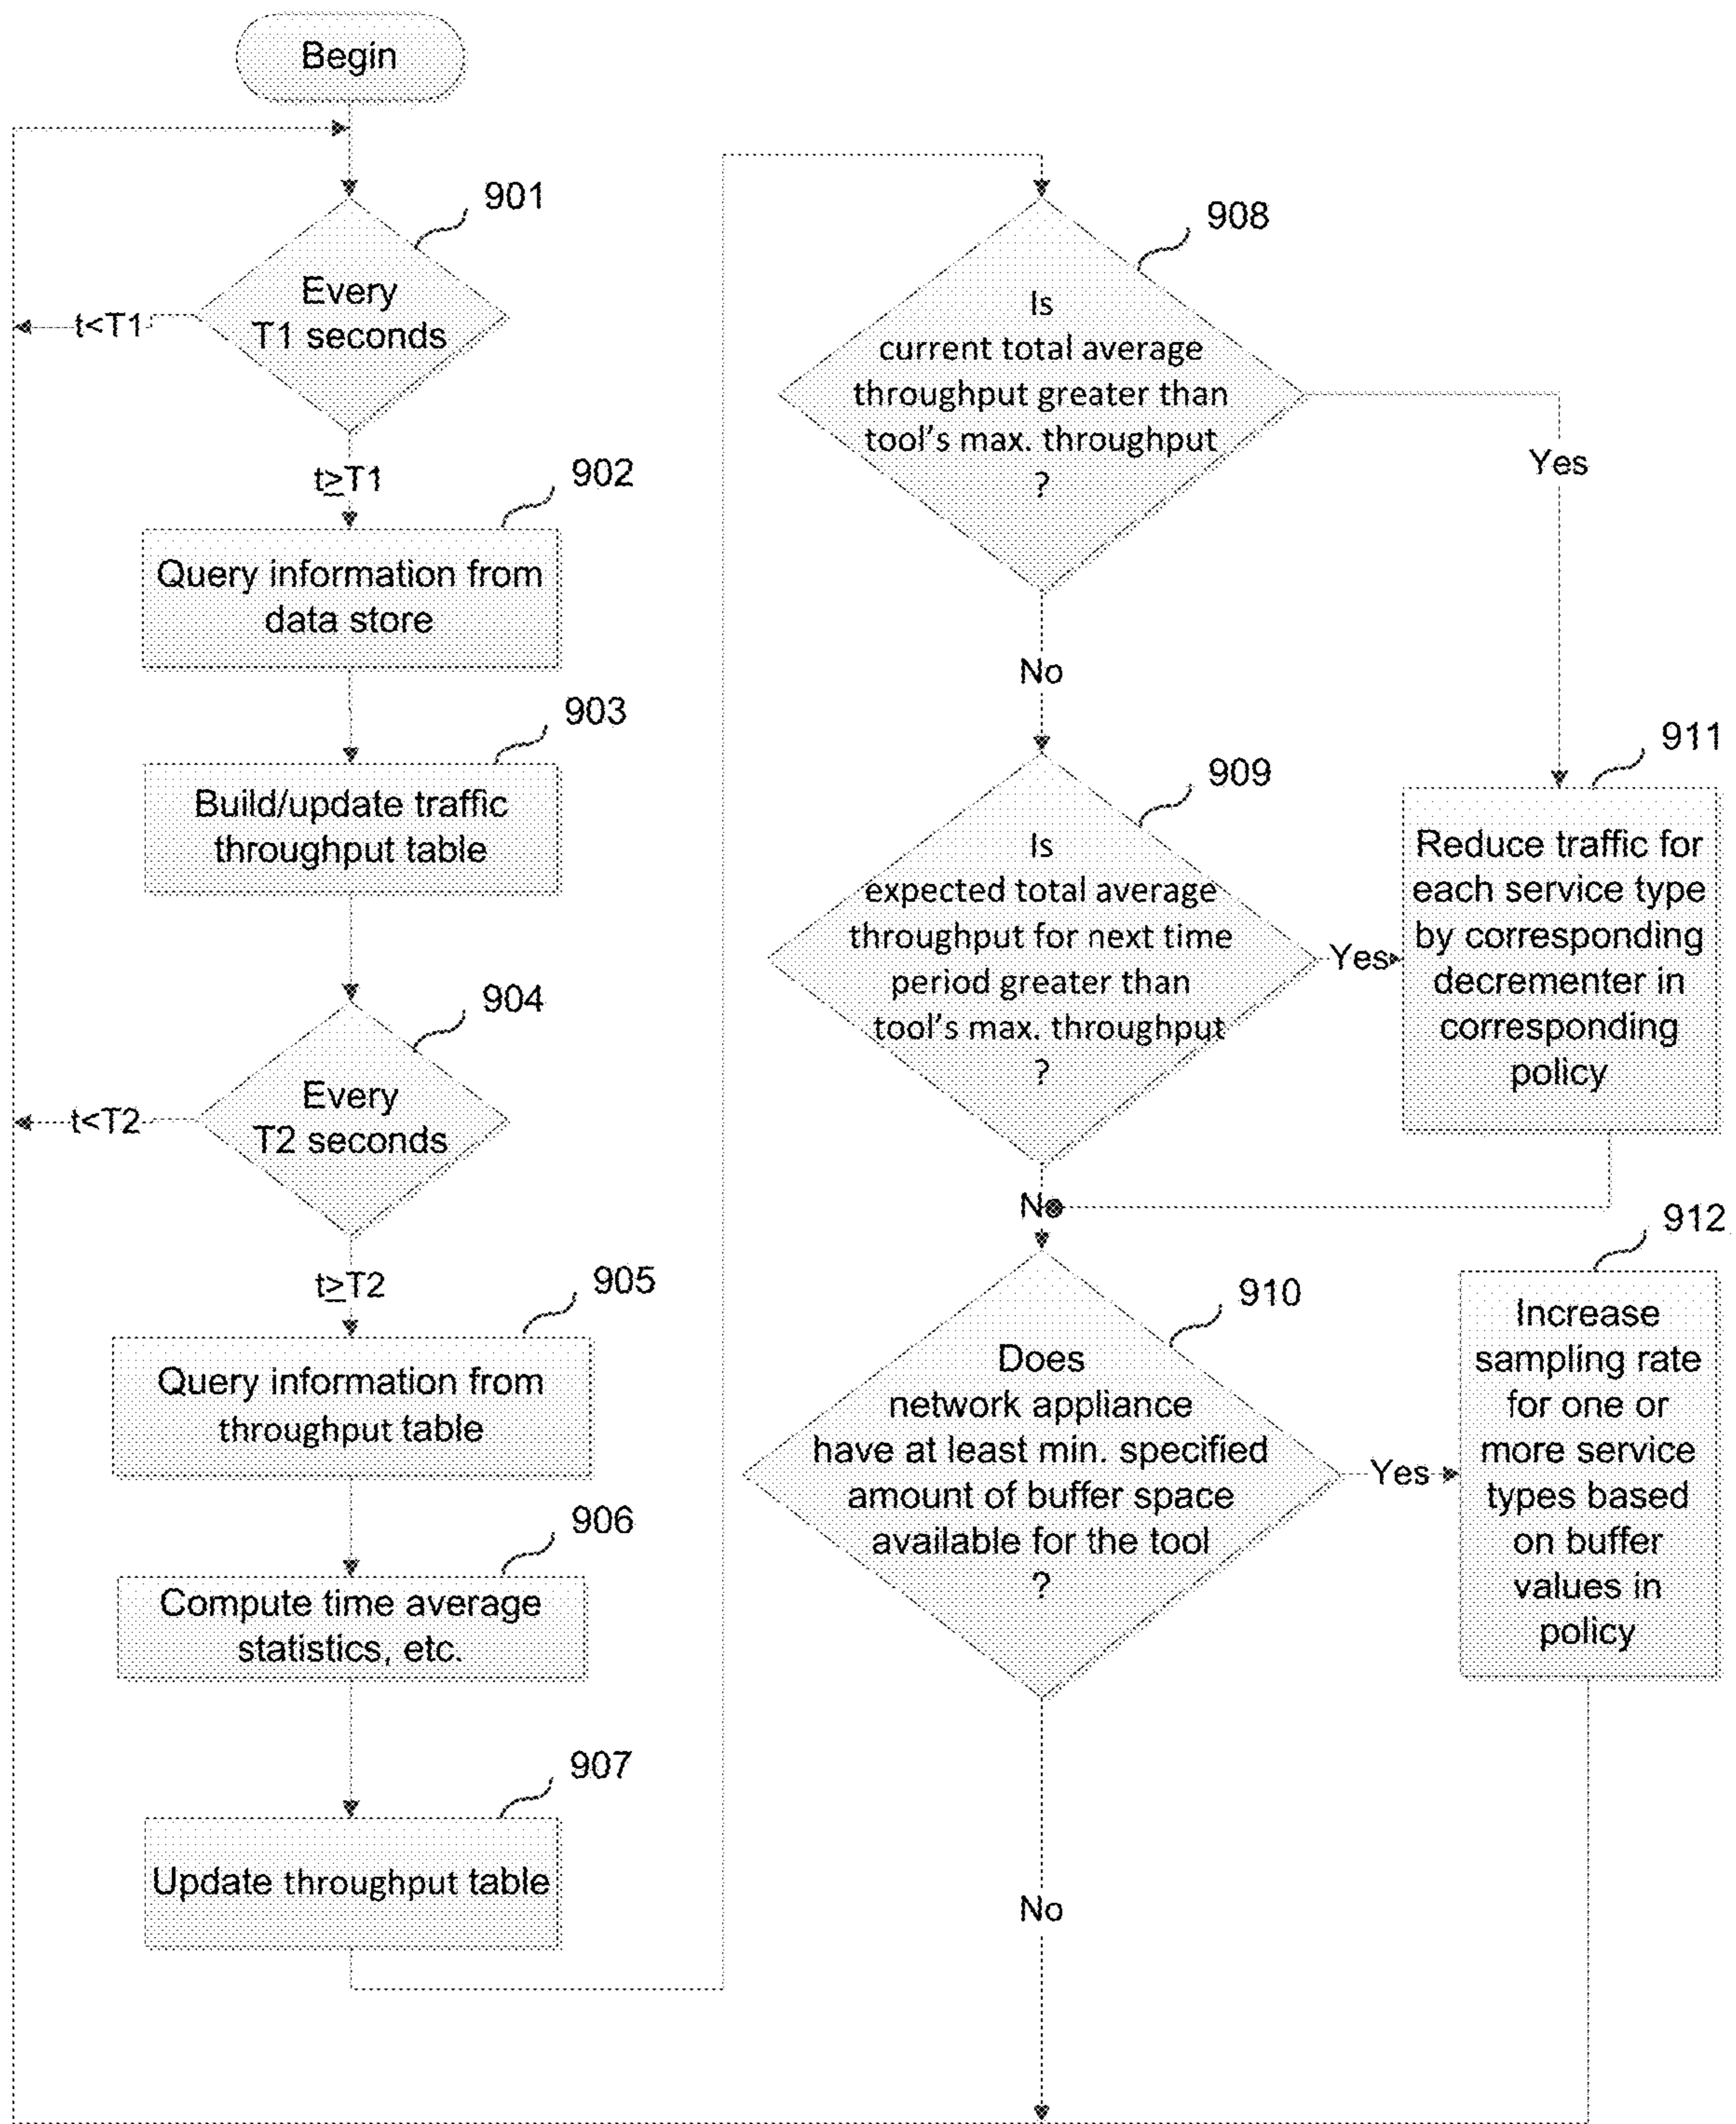 Begin
901
Every
T1 seconds
t<T1
t≥T1
902
Query information from
data store
903
Build/update traffic
throughput table
904
Every
T2 seconds
t<T2
t≥T2
905
Query information from
throughput table
906
Compute time average
statistics, etc.
907
Update throughput table
908
Is
current total average
throughput greater than
tool's max. throughput
?
Yes
No
909
Is
expected total average
throughput for next time
period greater than
tool's max. throughput
?
Yes
911
Reduce traffic for
each service type
by corresponding
decrementer in
corresponding
policy
No
910
Does
network appliance
have at least min. specified
amount of buffer space
available for the tool
?
Yes
912
Increase
sampling rate
for one or
more service
types based
on buffer
values in
policy
No